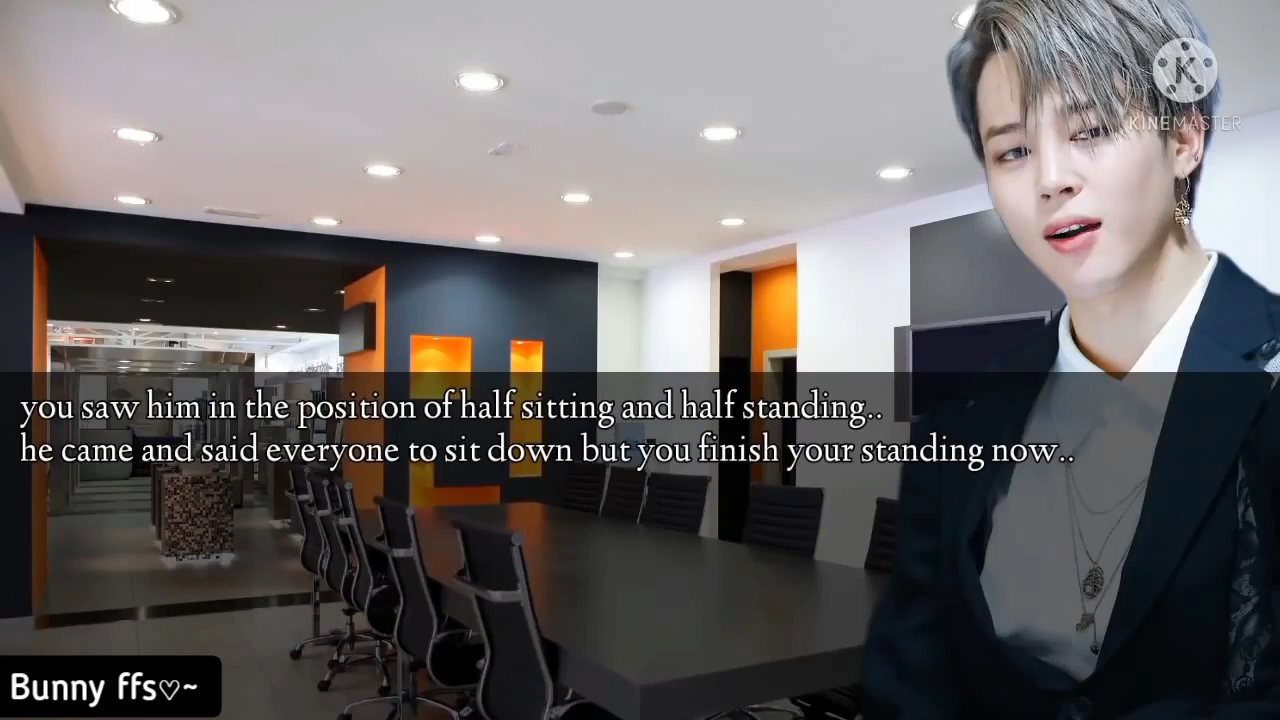 K
KINEMASTER
you saw him in the position of half sitting and half standing..
he came and said everyone to sit down but you finish your standing now..
Bunny ffs♡~